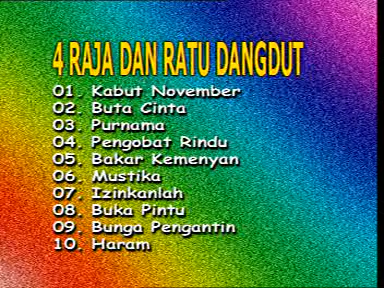 4 RAJA DAN RATU DANGDUT
01. Kabut November
02. Buta Cinta
03. Purnama
04. Pengobat Rindu
05. Bakar Kemenyan
06. Mustika
07. Izinkanlah
08. Buka Pintu
09. Bunga Pengantin
10. Haram